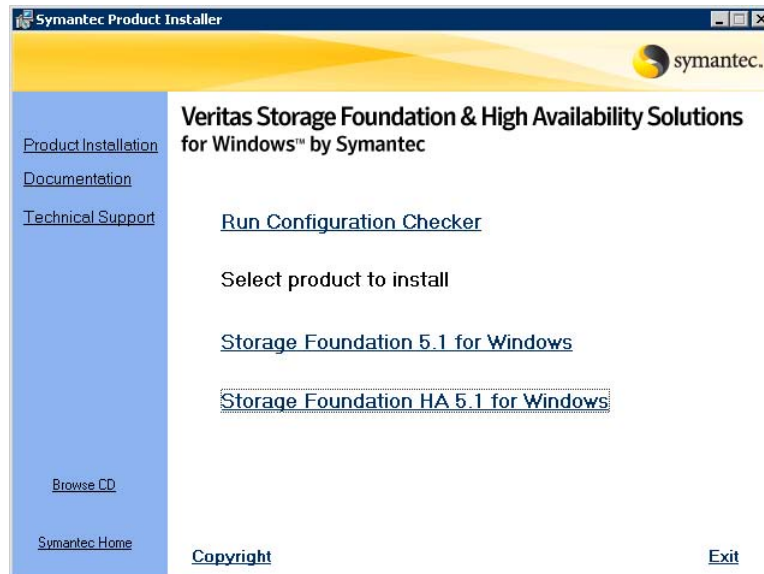 Symantec Product Installer
symantec.
Veritas Storage Foundation & High Availability Solutions
for Windows™ by Symantec
Product Installation
Documentation
Technical Support
Run Configuration Checker
Select product to install
Storage Foundation 5.1 for Windows
Storage Foundation HA 5.1 for Windows
Browse CD
Symantec Home
Copyright
Exit